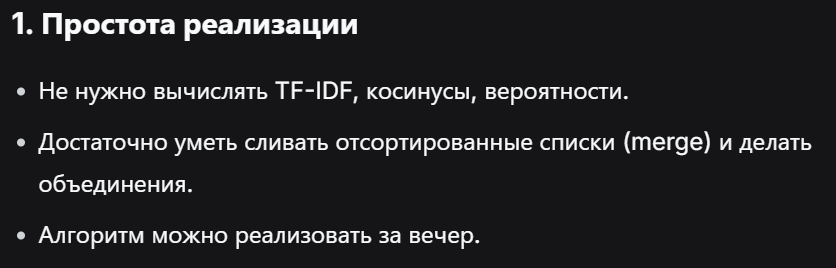 1. Простота реализации
• Не нужно вычислять TF-IDF, косинусы, вероятности.
• Достаточно уметь сливать отсортированные списки (merge) и делать
объединения.
• Алгоритм можно реализовать за вечер.